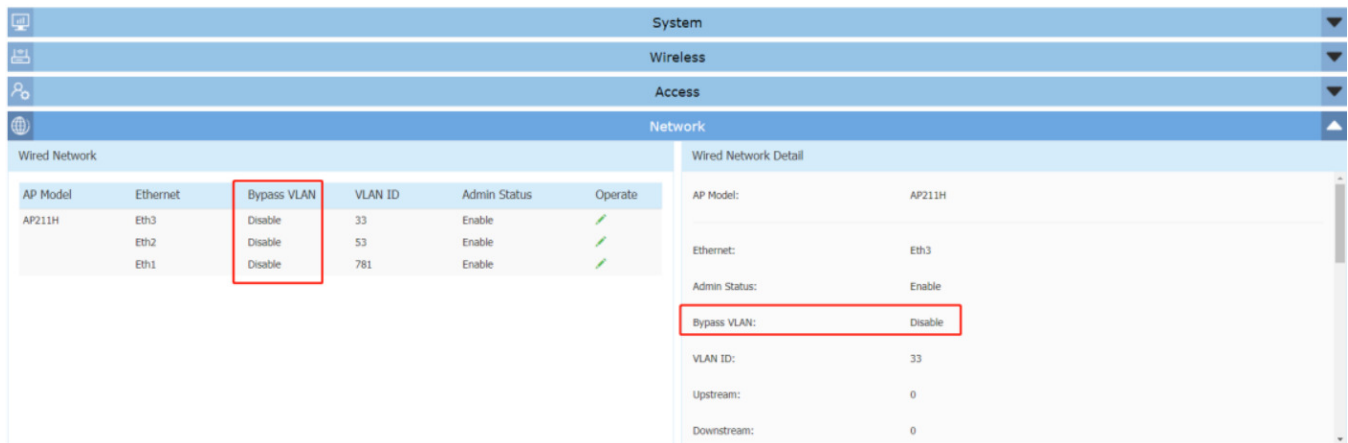 System
Wireless
Access
Network
Wired Network
AP Model Ethernet Bypass VLAN VLAN ID Admin Status Operate
AP211H Eth3 Disable 33 Enable
Eth2 Disable 53 Enable
Eth1 Disable 781 Enable
Wired Network Detail
AP Model: AP211H
Ethernet: Eth3
Admin Status: Enable
Bypass VLAN: Disable
VLAN ID: 33
Upstream: 0
Downstream: 0